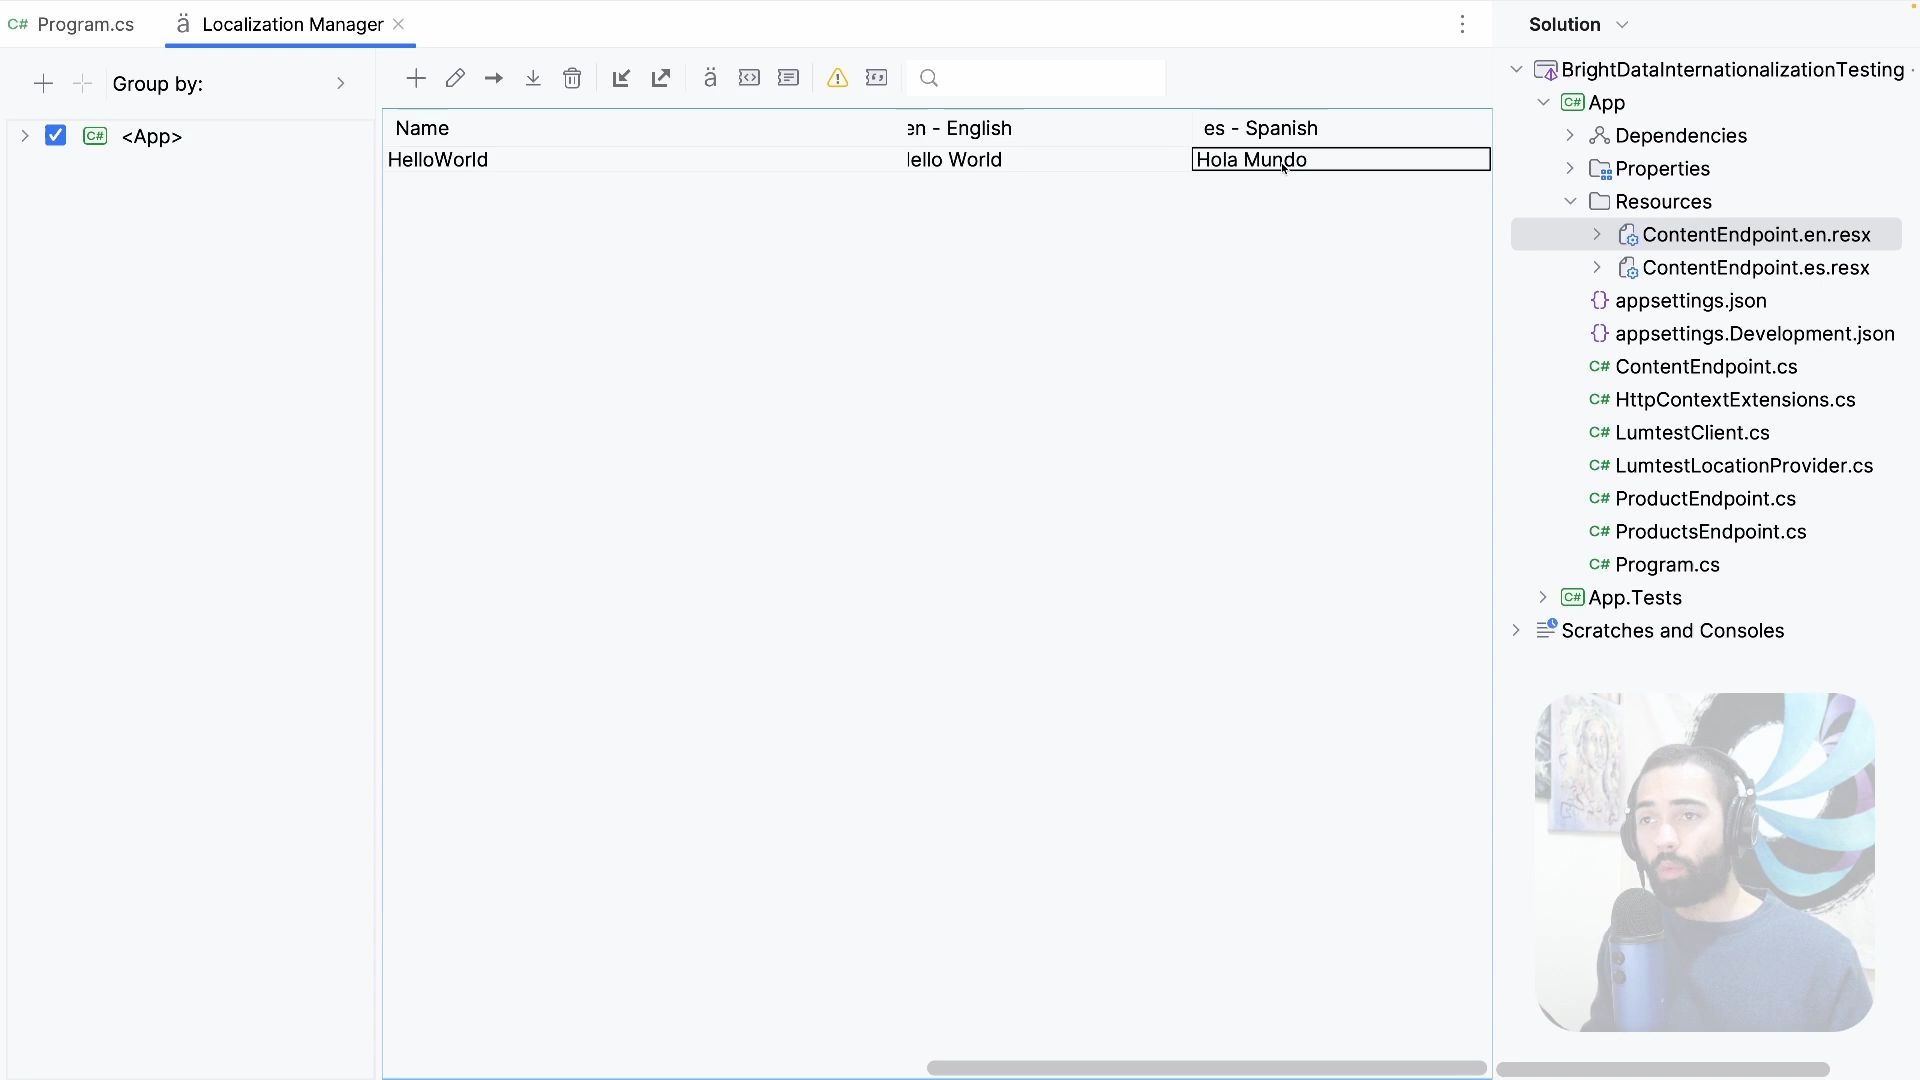 C# Program.cs
ä Localization Manager
Solution
Group by:
ä
C# <App>
Name
en - English
es - Spanish
HelloWorld
ello World
Hola Mundo
BrightDataInternationalizationTesting
C# App
Dependencies
Properties
Resources
ContentEndpoint.en.resx
ContentEndpoint.es.resx
{} appsettings.json
{} appsettings.Development.json
C# ContentEndpoint.cs
C# HttpContextExtensions.cs
C# LumtestClient.cs
C# LumtestLocationProvider.cs
C# ProductEndpoint.cs
C# ProductsEndpoint.cs
C# Program.cs
C# App.Tests
Scratches and Consoles